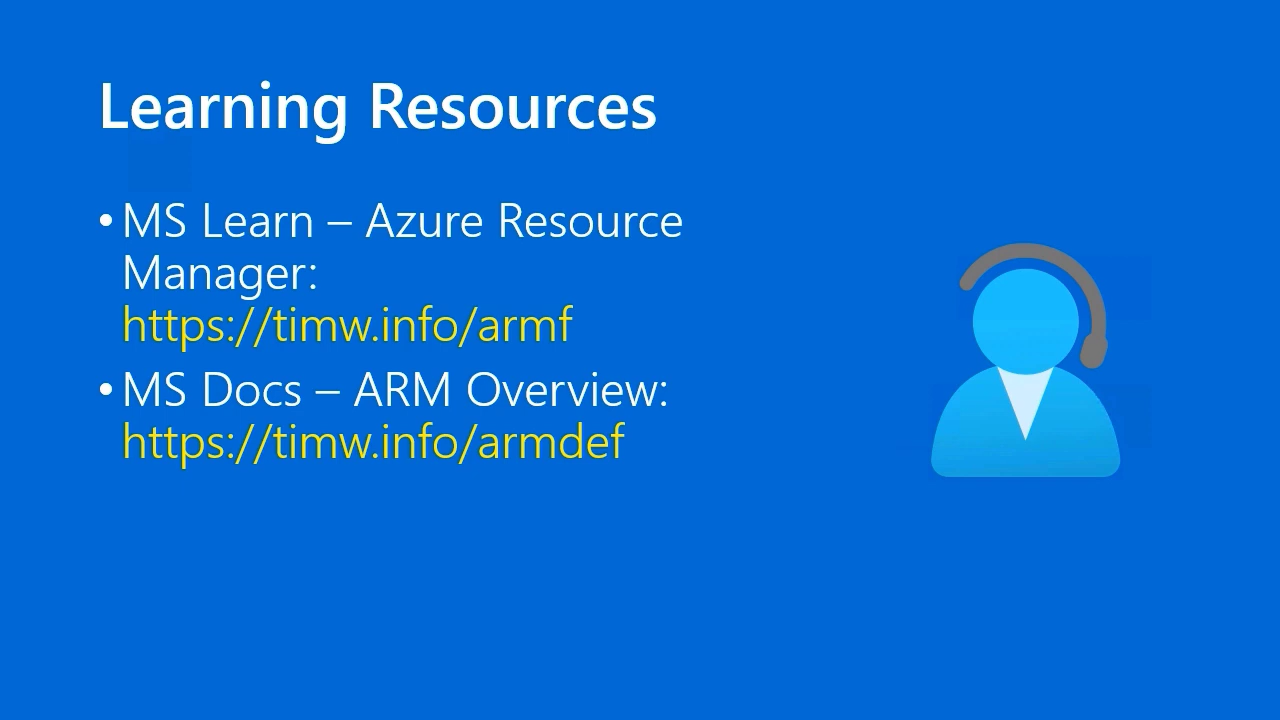 Learning Resources
• MS Learn – Azure Resource
Manager:
https://timw.info/armf
• MS Docs – ARM Overview:
https://timw.info/armdef